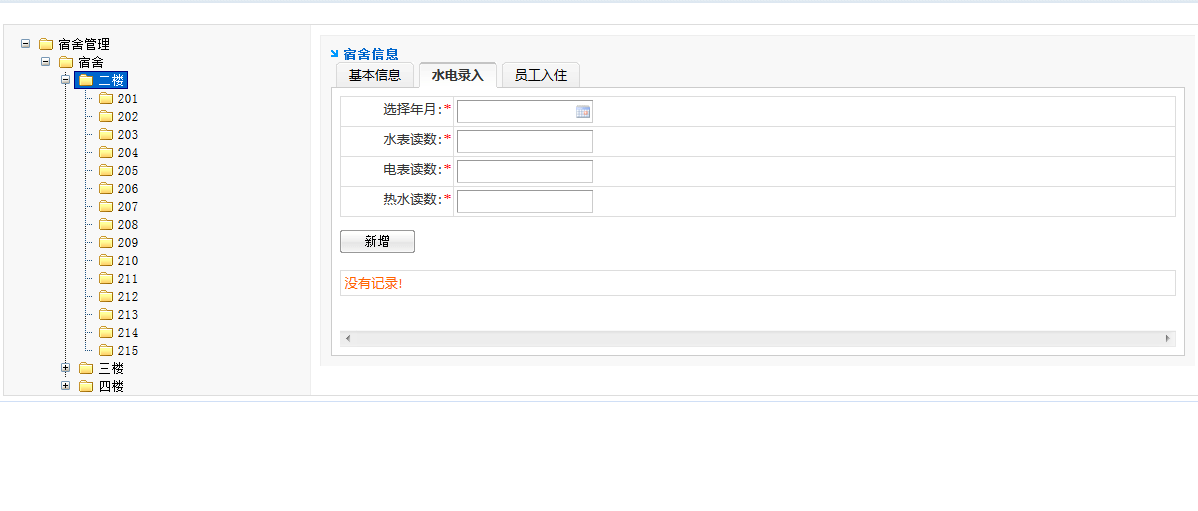 宿舍管理
宿舍
二楼
201
202
203
204
205
206
207
208
209
210
211
212
213
214
215
三楼
四楼
宿舍信息
基本信息 水电录入 员工入住
选择年月:*
水表读数:*
电表读数:*
热水读数:*
新增
没有记录!